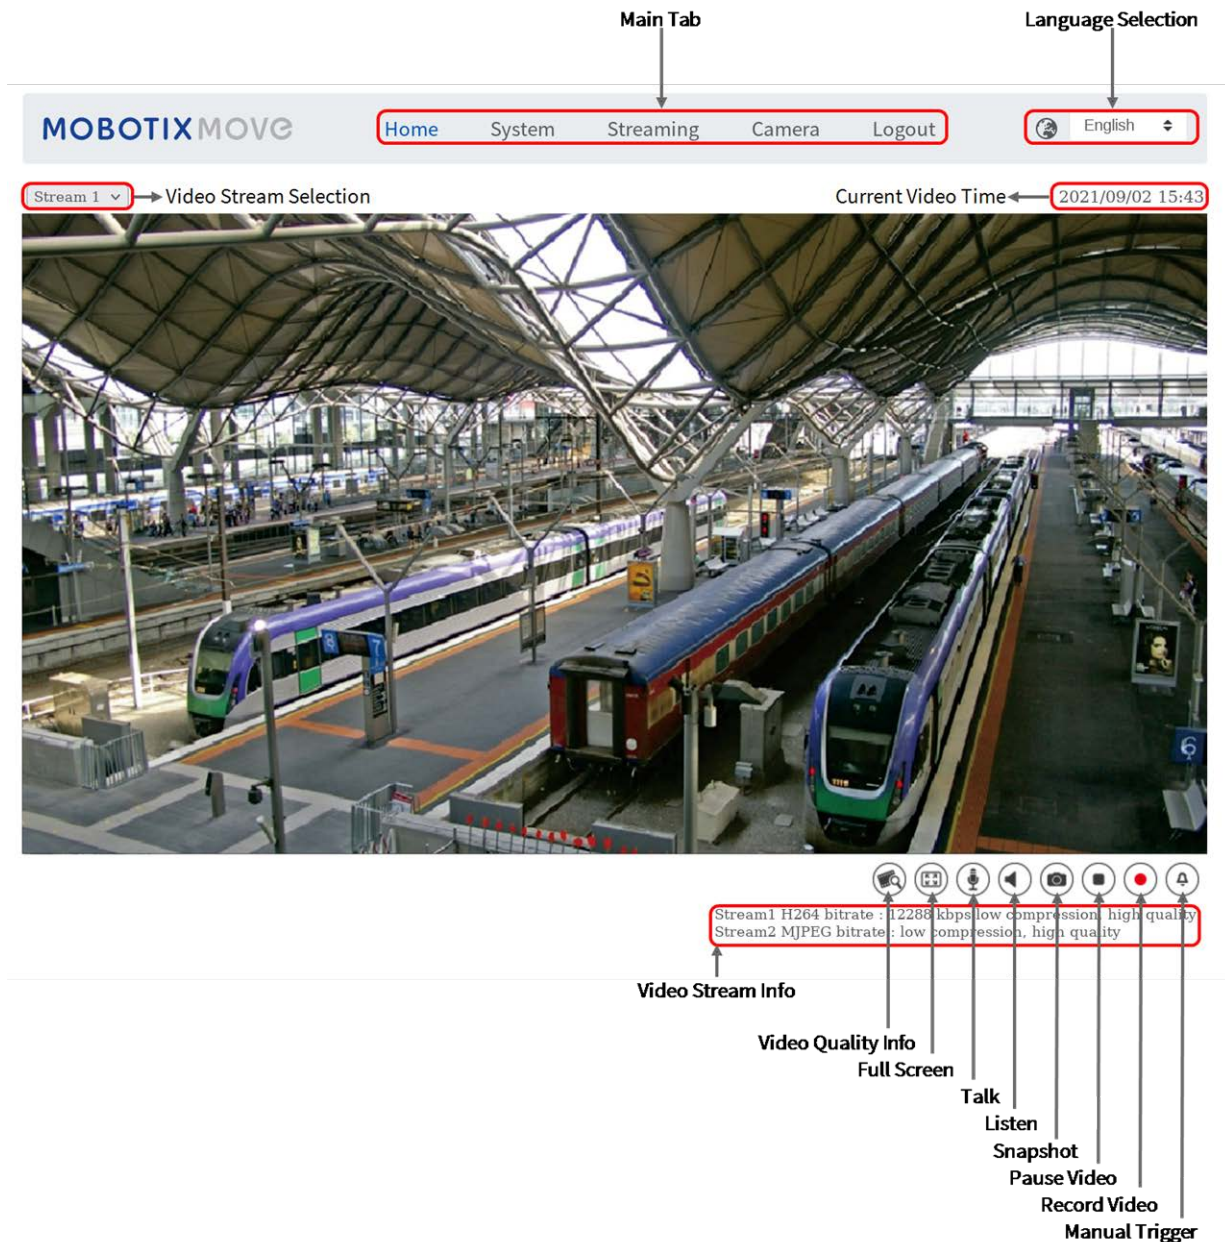 Main Tab
Language Selection
MOBOTIX MOVE
Home System Streaming Camera Logout
English
Stream 1
Video Stream Selection
Current Video Time
2021/09/02 15:43
8
7
6
Stream1 H264 bitrate : 12288 kbps low compression, high quality
Stream2 MJPEG bitrate : low compression, high quality
Video Stream Info
Video Quality Info
Full Screen
Talk
Listen
Snapshot
Pause Video
Record Video
Manual Trigger